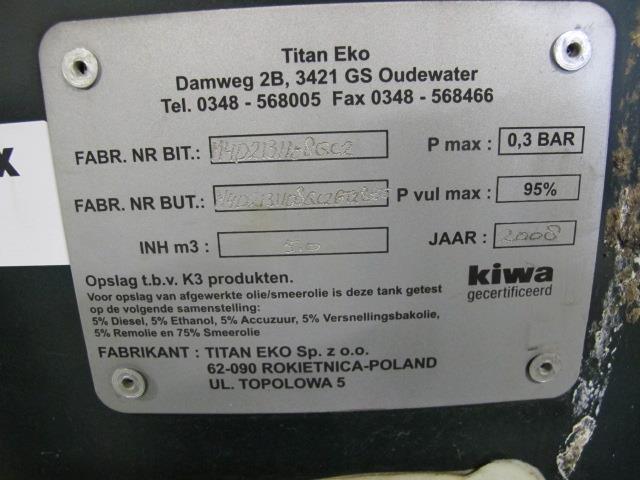 Titan Eko
Damweg 2B, 3421 GS Oudewater
Tel. 0348 - 568005 Fax 0348 - 568466
FABR. NR BIT.:
P max : 0,3 BAR
FABR. NR BUT.:
P vul max : 95%
INH m3 :
JAAR : 2008
Opslag t.b.v. K3 produkten.
kiwa
gecertificeerd
Voor opslag van afgewerkte olie/smeerolie is deze tank getest
op de volgende samenstelling:
5% Diesel, 5% Ethanol, 5% Accuzuur, 5% Versnellingsbakolie,
5% Remolie en 75% Smeerolie
FABRIKANT : TITAN EKO Sp. z o.o.
62-090 ROKIETNICA-POLAND
UL. TOPOLOWA 5
x